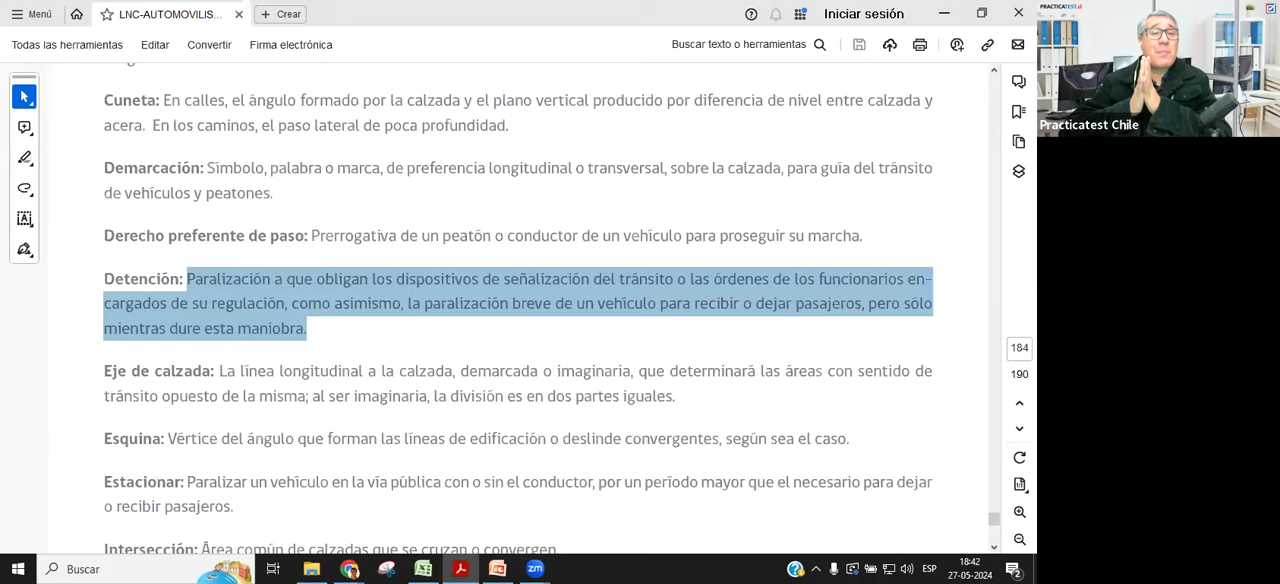 Menú
LNC-AUTOMOVILIS...
Crear
Iniciar sesión
Todas las herramientas
Editar
Convertir
Firma electrónica
Buscar texto o herramientas
Cuneta: En calles, el ángulo formado por la calzada y el plano vertical producido por diferencia de nivel entre calzada y
acera. En los caminos, el paso lateral de poca profundidad.
Demarcación: Símbolo, palabra o marca, de preferencia longitudinal o transversal, sobre la calzada, para guía del tránsito
de vehículos y peatones.
Derecho preferente de paso: Prerrogativa de un peatón o conductor de un vehículo para proseguir su marcha.
Detención: Paralización a que obligan los dispositivos de señalización del tránsito o las órdenes de los funcionarios en-
cargados de su regulación, como asimismo, la paralización breve de un vehículo para recibir o dejar pasajeros, pero sólo
mientras dure esta maniobra.
Eje de calzada: La línea longitudinal a la calzada, demarcada o imaginaria, que determinará las áreas con sentido de
tránsito opuesto de la misma; al ser imaginaria, la división es en dos partes iguales.
Esquina: Vértice del ángulo que forman las líneas de edificación o deslinde convergentes, según sea el caso.
Estacionar: Paralizar un vehículo en la vía pública con o sin el conductor, por un período mayor que el necesario para dejar
o recibir pasajeros.
Intersección: Área común de calzadas que se cruzan o convergen.
184
190
PRACTICATEST.cl
Practicatest Chile
Buscar
ESP
18:42
27-05-2024
2